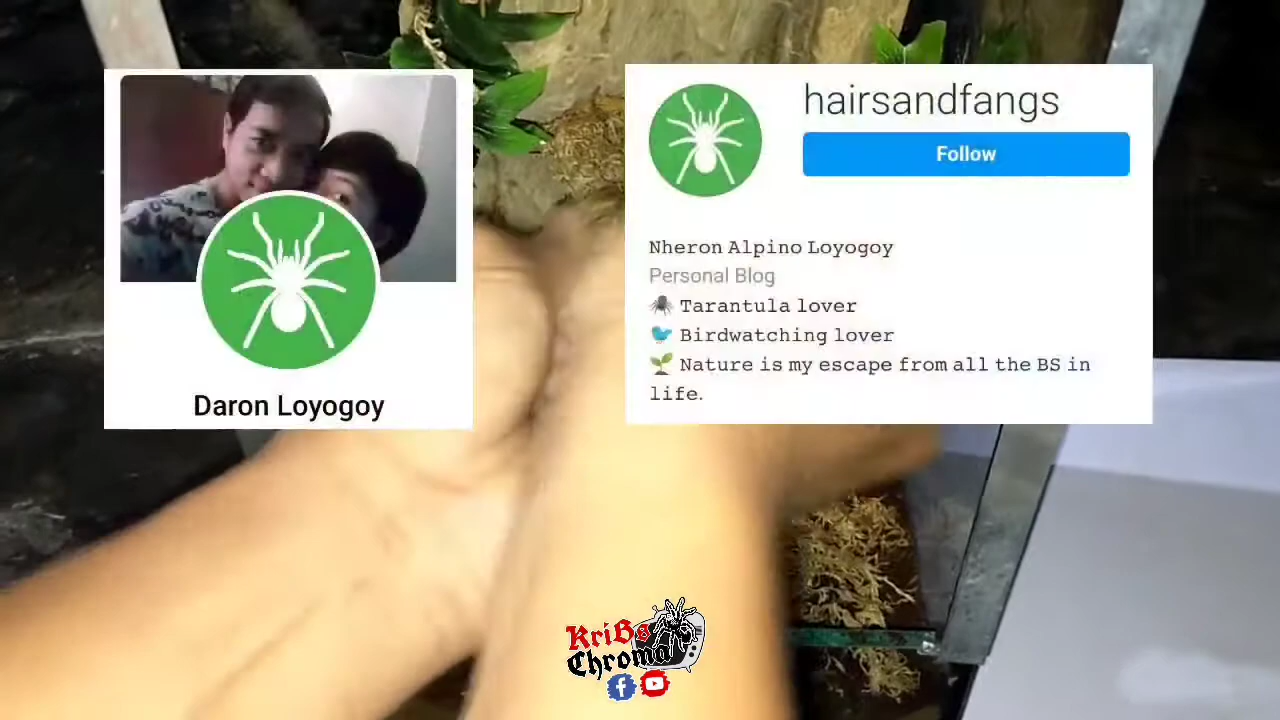 Daron Loyogoy
hairsandfangs
Follow
Nheron Alpino Loyogoy
Personal Blog
🕷️ Tarantula lover
🐦 Birdwatching lover
🌱 Nature is my escape from all the BS in
life.
KriBs
Chroma